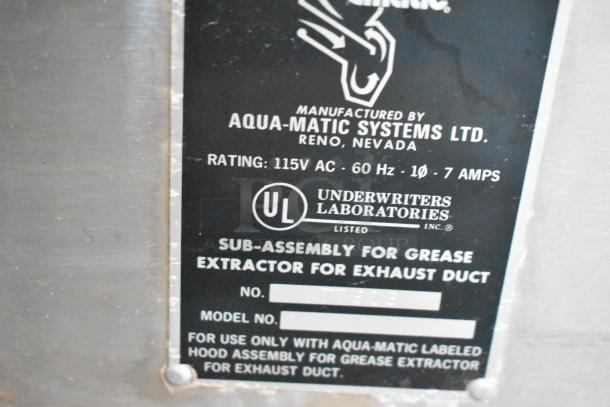 MANUFACTURED BY
AQUA-MATIC SYSTEMS LTD.
RENO, NEVADA
RATING: 115V AC - 60 Hz - 1Ø - 7 AMPS
UL
UNDERWRITERS
LABORATORIES
INC.®
LISTED
SUB-ASSEMBLY FOR GREASE
EXTRACTOR FOR EXHAUST DUCT
NO.
MODEL NO.
FOR USE ONLY WITH AQUA-MATIC LABELED
HOOD ASSEMBLY FOR GREASE EXTRACTOR
FOR EXHAUST DUCT.